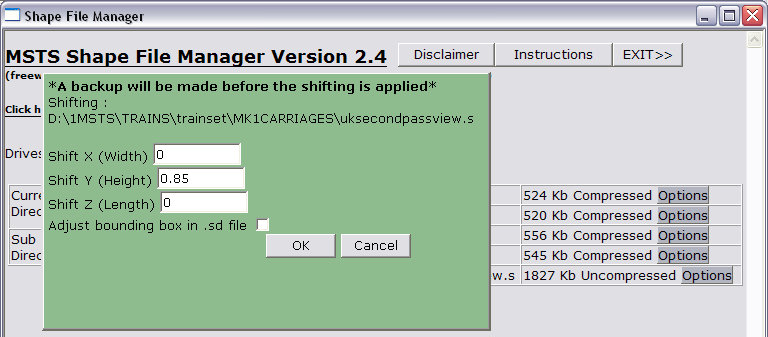 Shape File Manager
MSTS Shape File Manager Version 2.4
Disclaimer
Instructions
EXIT>>
(freew
Click h
Drives
*A backup will be made before the shifting is applied*
Shifting :
D:\1MSTS\TRAINS\trainset\MK1CARRIAGES\uksecondpassview.s
Shift X (Width) 0
Shift Y (Height) 0.85
Shift Z (Length) 0
Adjust bounding box in .sd file
OK
Cancel
Curre
Direc
Sub
Direc
524 Kb Compressed Options
520 Kb Compressed Options
556 Kb Compressed Options
545 Kb Compressed Options
w.s 1827 Kb Uncompressed Options